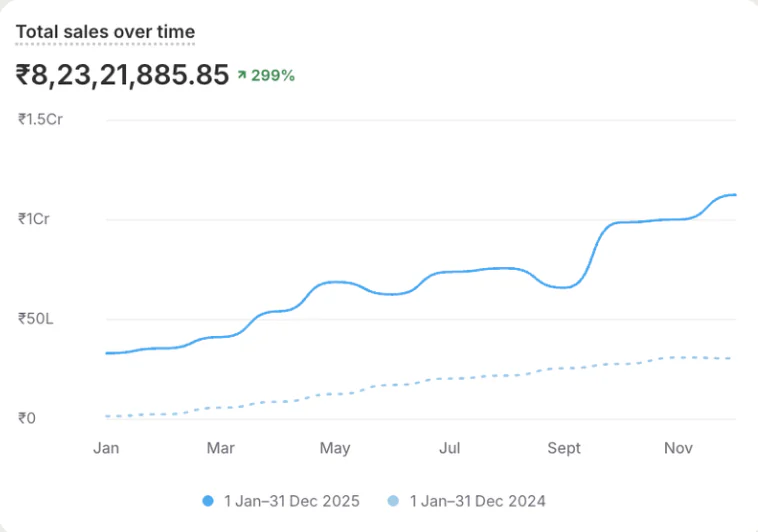 Total sales over time
₹8,23,21,885.85 299%
₹1.5Cr
₹1Cr
₹50L
₹0
Jan Mar May Jul Sept Nov
1 Jan–31 Dec 2025 1 Jan–31 Dec 2024